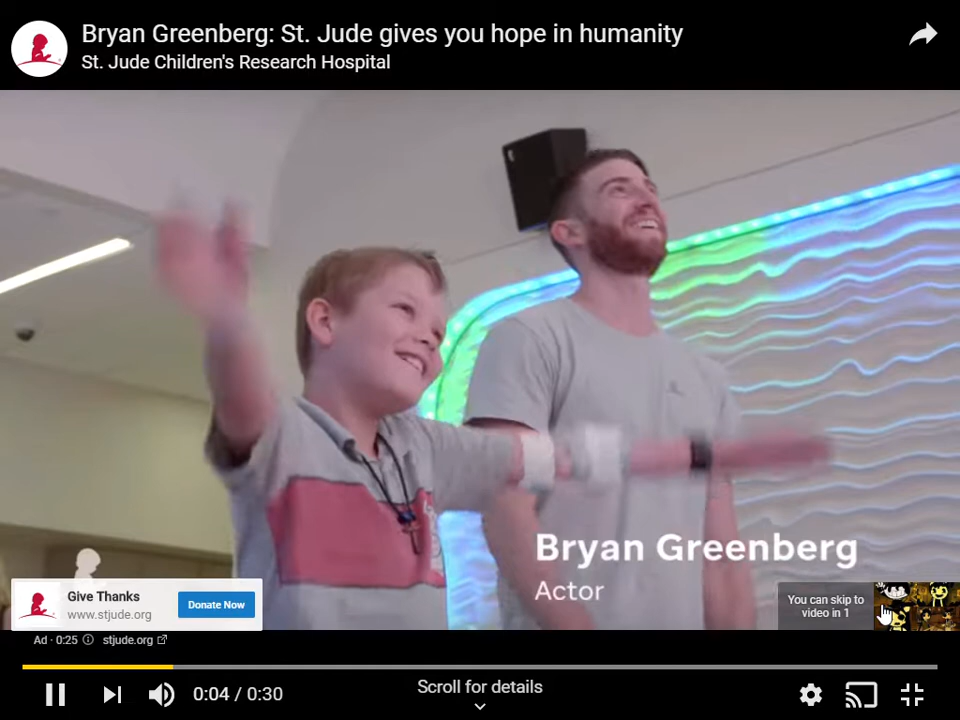 Bryan Greenberg: St. Jude gives you hope in humanity
St. Jude Children's Research Hospital
Bryan Greenberg
Actor
Give Thanks
www.stjude.org
Donate Now
You can skip to
video in 1
Ad · 0:25
stjude.org
0:04 / 0:30
Scroll for details